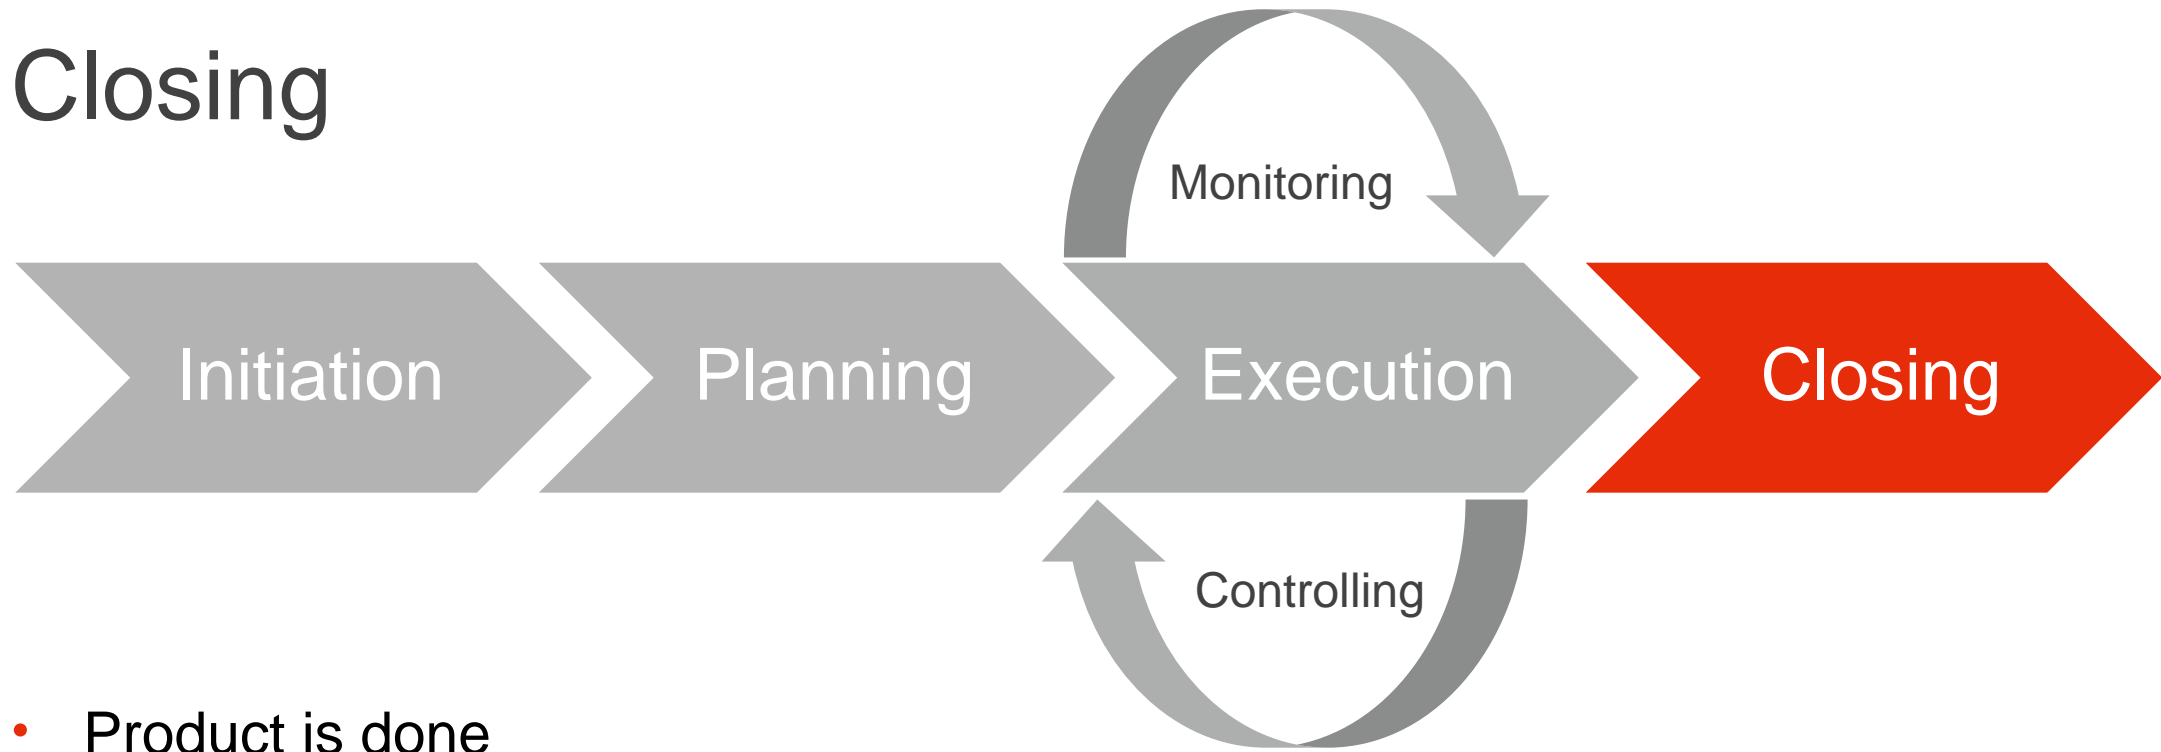 Closing
Monitoring
Initiation
Planning
Execution
Closing
Controlling
• Product is done